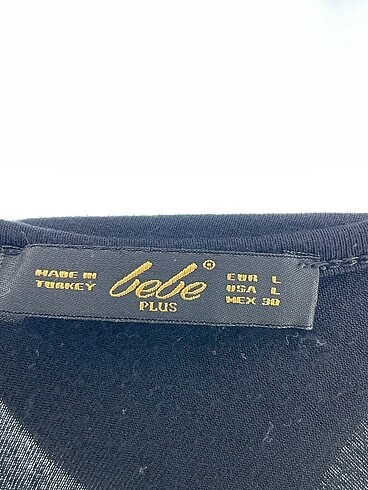 MADE IN
TURKEY
bebe®
PLUS
EUR L
USA L
MEX 30